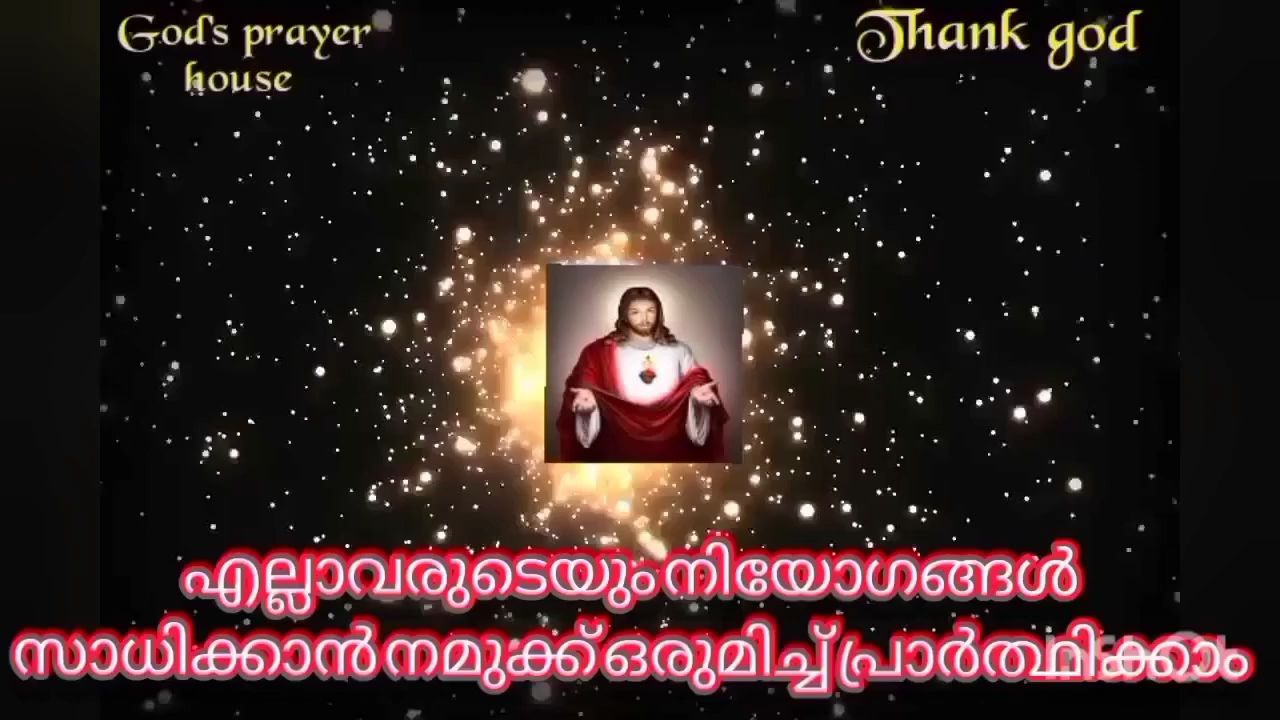 God's prayer
house
Thank god
എല്ലാവരുടെയും നിയോഗങ്ങൾ
സാധിക്കാൻ നമുക്ക് ഒരുമിച്ച് പ്രാർത്ഥിക്കാം